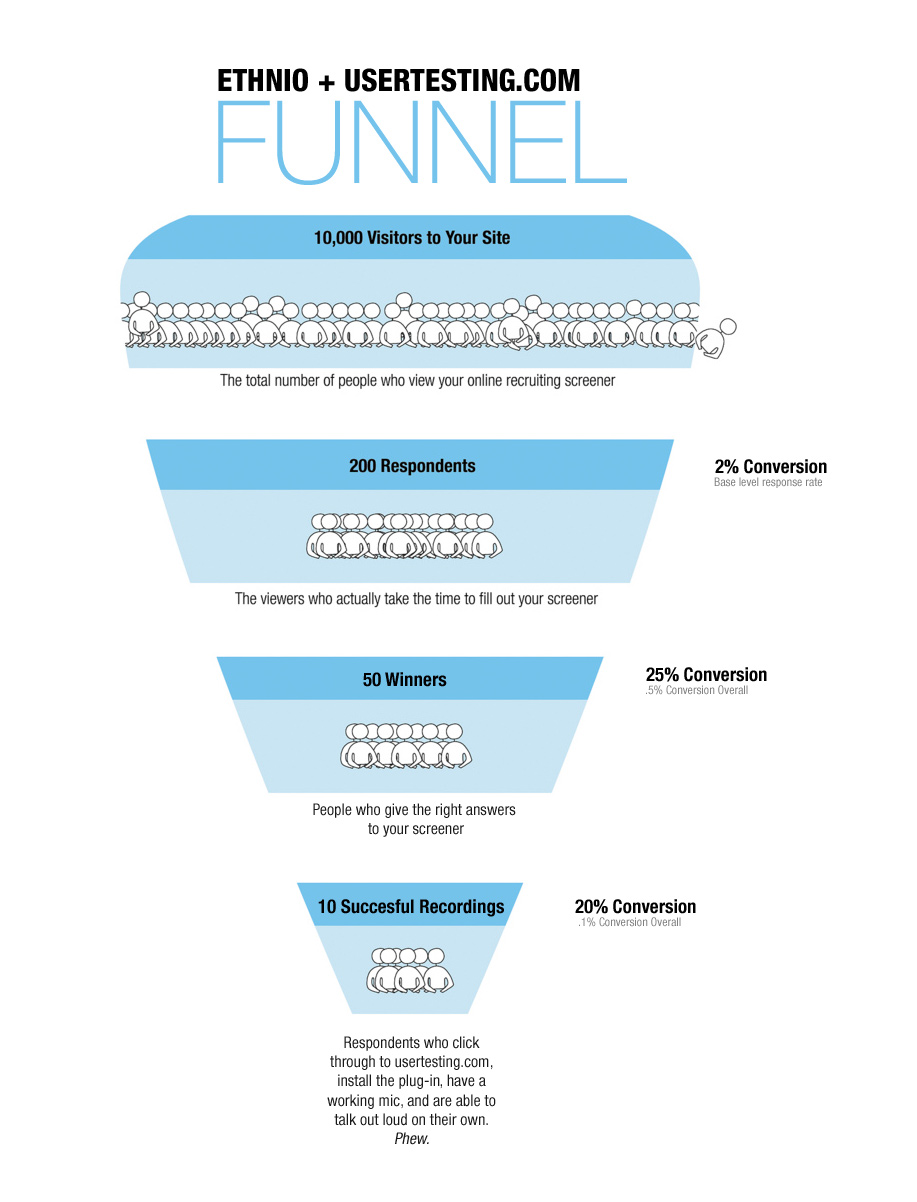 ETHNIO + USERTESTING.COM
FUNNEL
10,000 Visitors to Your Site
The total number of people who view your online recruiting screener
200 Respondents
2% Conversion
Base level response rate
The viewers who actually take the time to fill out your screener
50 Winners
25% Conversion
.5% Conversion Overall
People who give the right answers
to your screener
10 Succesful Recordings
20% Conversion
.1% Conversion Overall
Respondents who click
through to usertesting.com,
install the plug-in, have a
working mic, and are able to
talk out loud on their own.
Phew.